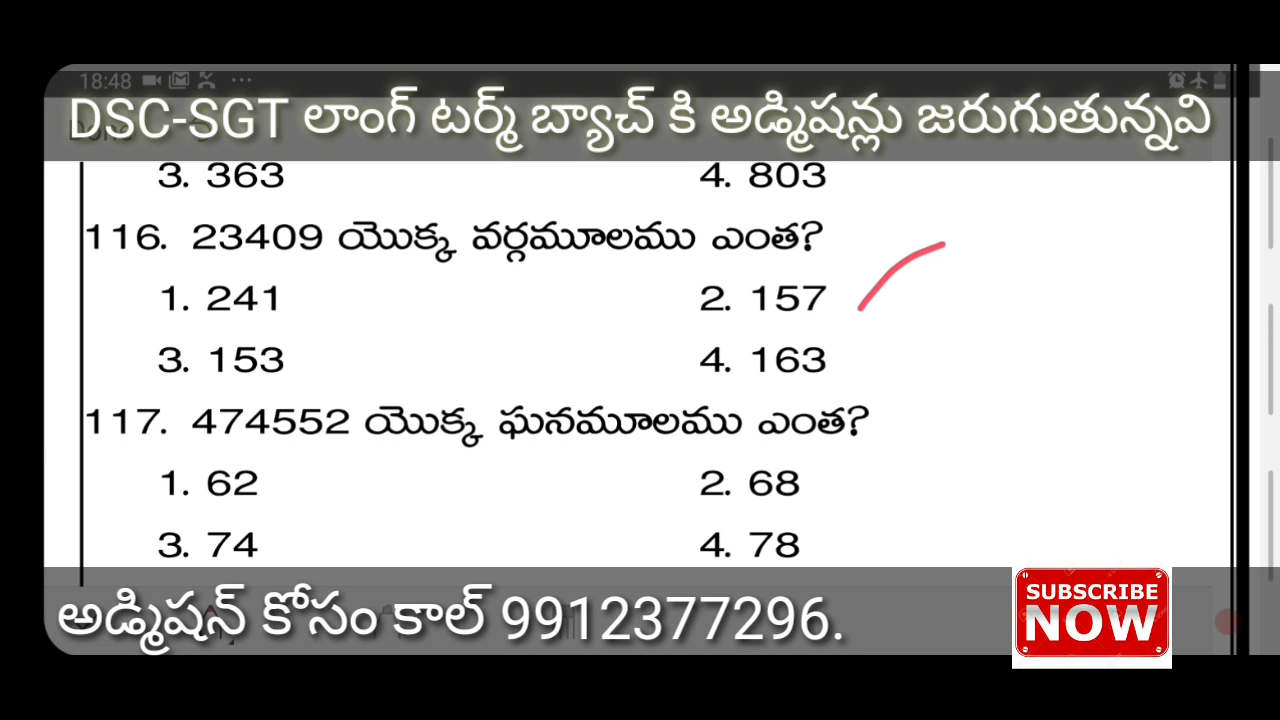 18:48
DSC-SGT లాంగ్ టర్మ్ బ్యాచ్ కి అడ్మిషన్లు జరుగుతున్నవి
3. 363 4. 803
116. 23409 యొక్క వర్గమూలము ఎంత?
1. 241 2. 157
3. 153 4. 163
117. 474552 యొక్క ఘనమూలము ఎంత?
1. 62 2. 68
3. 74 4. 78
అడ్మిషన్ కోసం కాల్ 9912377296.
SUBSCRIBE
NOW